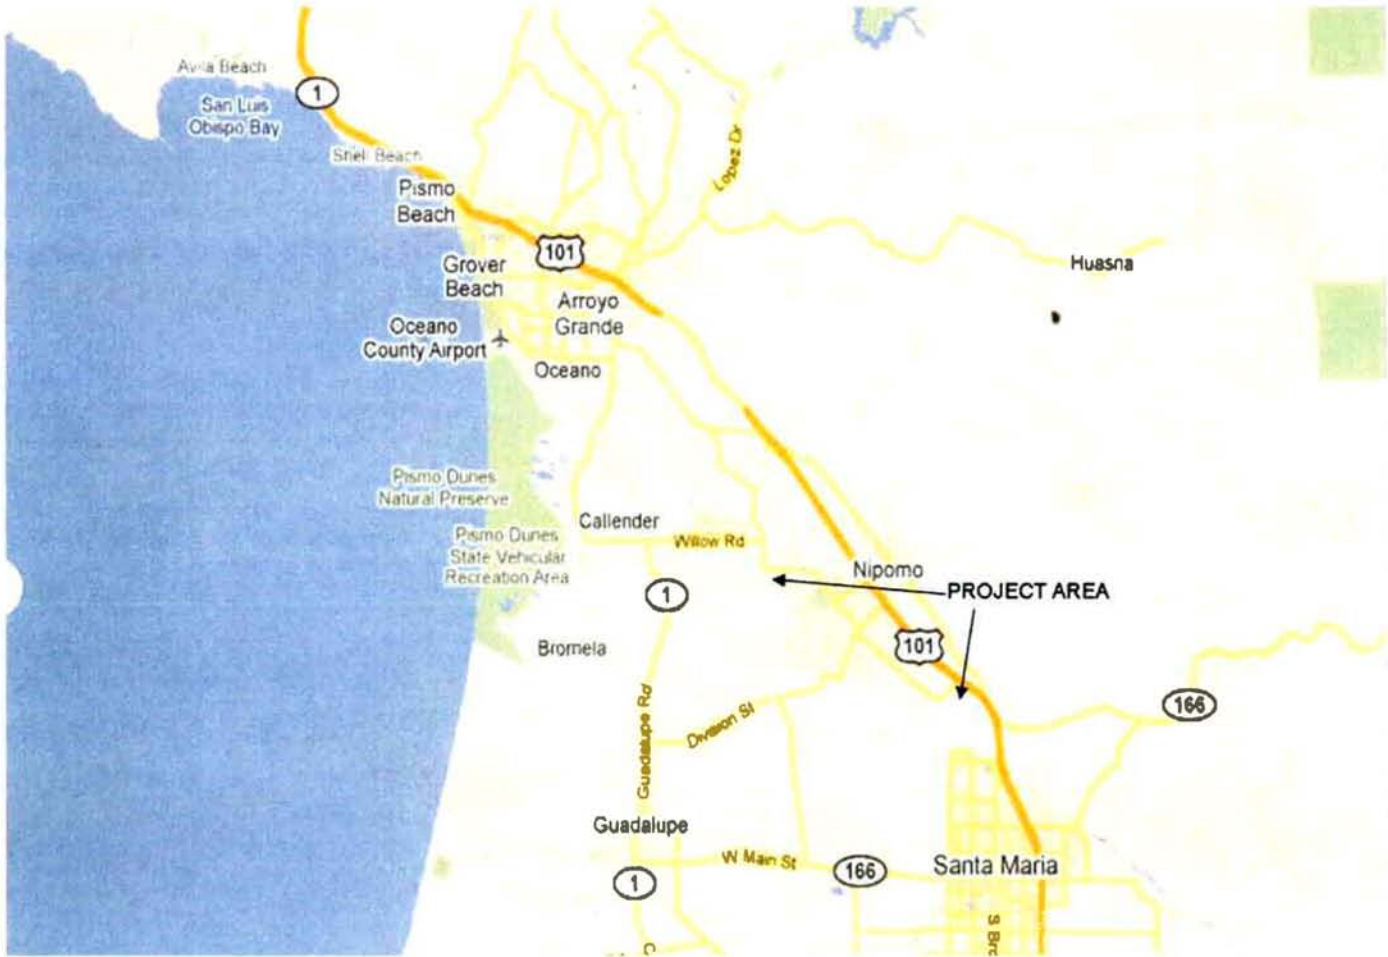 Avila Beach
1
San Luis
Obispo Bay
Shell Beach
Pismo
Beach
Lopez Dr
101
Grover
Beach
Huasna
Arroyo
Grande
Oceano
County Airport
Oceano
Pismo Dunes
Natural Preserve
Callender
Willow Rd
Pismo Dunes
State Vehicular
Recreation Area
Nipomo
PROJECT AREA
1
Bromela
101
Guadalupe Rd
Division St
166
Guadalupe
W Main St
166
Santa Maria
1
S Bro
C